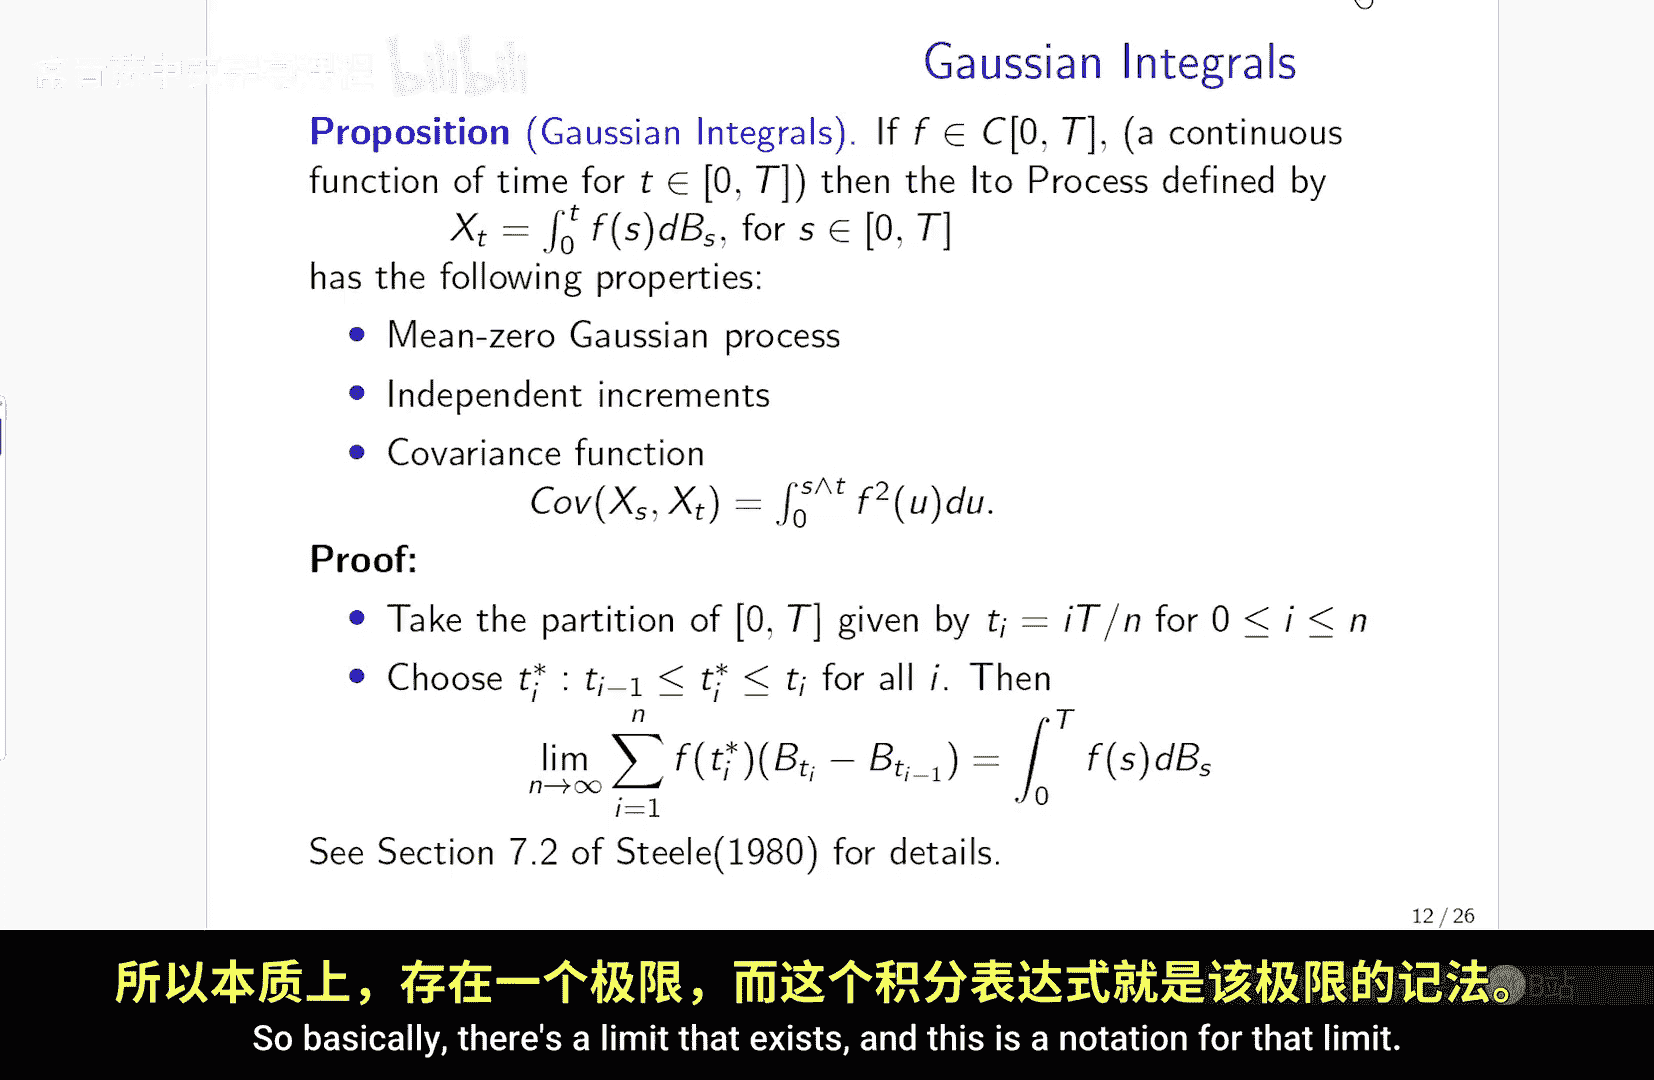 bilibili
Gaussian Integrals
Proposition (Gaussian Integrals). If f ∈ C[0, T], (a continuous
function of time for t ∈ [0, T]) then the Ito Process defined by
X_t = ∫_0^t f(s)dB_s, for s ∈ [0, T]
has the following properties:
• Mean-zero Gaussian process
• Independent increments
• Covariance function
Cov(X_s, X_t) = ∫_0^{s∧t} f²(u)du.
Proof:
• Take the partition of [0, T] given by t_i = iT/n for 0 ≤ i ≤ n
• Choose t_i^* : t_{i−1} ≤ t_i^* ≤ t_i for all i. Then
lim_{n→∞} ∑_{i=1}^n f(t_i^*)(B_{t_i} − B_{t_{i−1}}) = ∫_0^T f(s)dB_s
See Section 7.2 of Steele(1980) for details.
12 / 26
所以本质上，存在一个极限，而这个积分表达式就是该极限的记法。
B站
So basically, there's a limit that exists, and this is a notation for that limit.